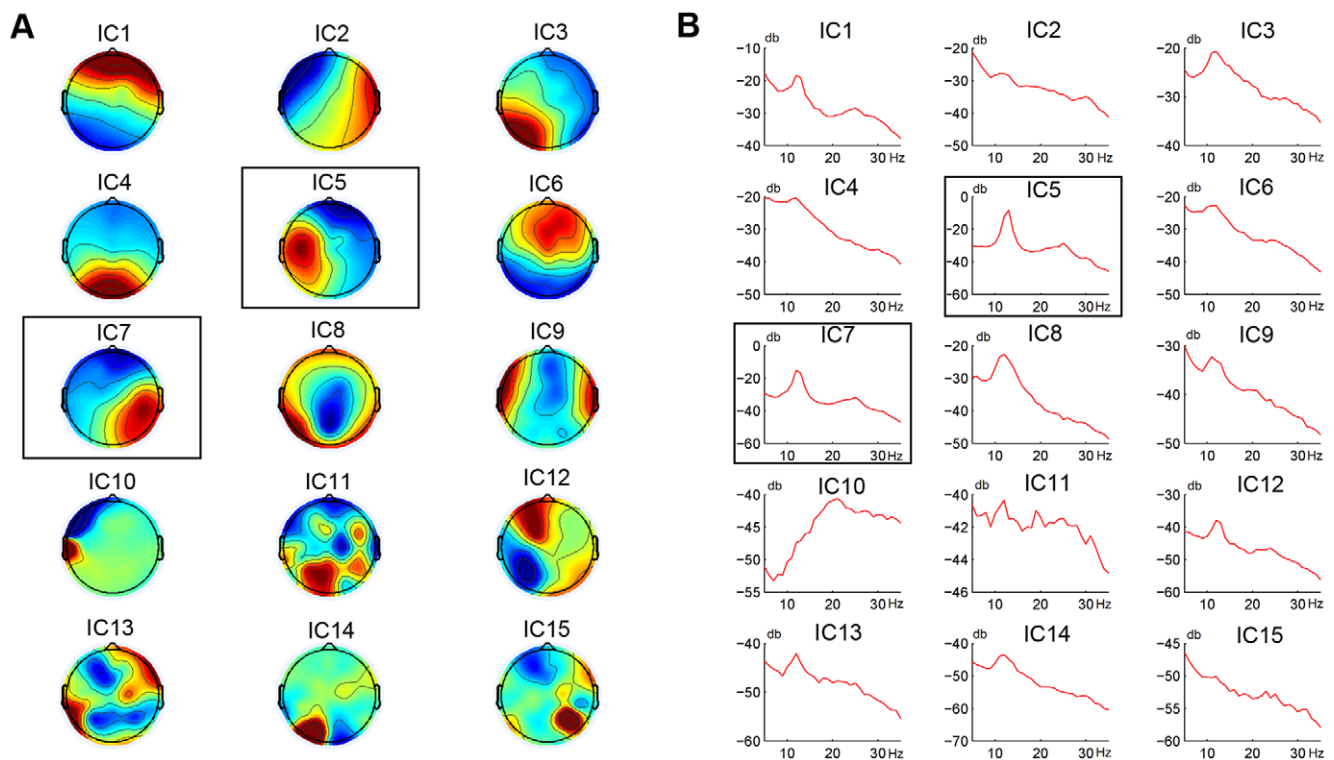 A
B
IC1 IC2 IC3
IC4 IC5 IC6
IC7 IC8 IC9
IC10 IC11 IC12
IC13 IC14 IC15
db IC1
−10
−20
−30
−40
10 20 30 Hz
db IC2
−20
−30
−40
−50
10 20 30 Hz
db IC3
−20
−30
−40
10 20 30 Hz
db IC4
−20
−30
−40
−50
10 20 30 Hz
db IC5
0
−20
−40
−60
10 20 30 Hz
db IC6
−20
−30
−40
−50
10 20 30 Hz
db IC7
0
−20
−40
−60
10 20 30 Hz
db IC8
−20
−30
−40
−50
10 20 30 Hz
db IC9
−30
−40
−50
10 20 30 Hz
db IC10
−40
−45
−50
−55
10 20 30 Hz
db IC11
−40
−42
−44
−46
10 20 30 Hz
db IC12
−30
−40
−50
−60
10 20 30 Hz
db IC13
−40
−50
−60
10 20 30 Hz
db IC14
−40
−50
−60
−70
10 20 30 Hz
db IC15
−45
−50
−55
−60
10 20 30 Hz